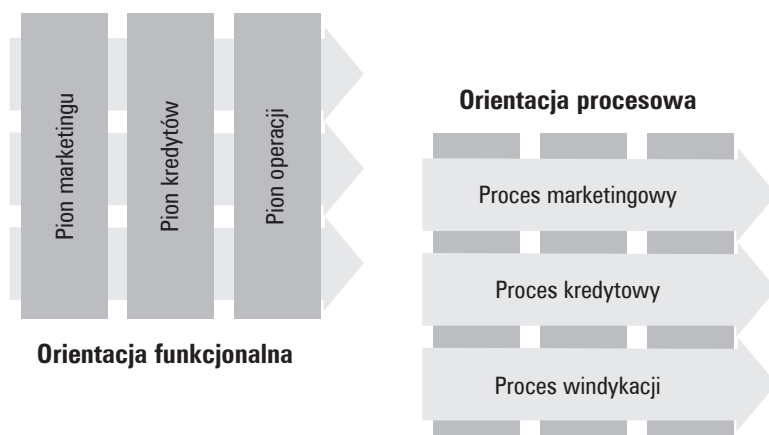 Pion marketingu
Pion kredytów
Pion operacji
Orientacja funkcjonalna
Orientacja procesowa
Proces marketingowy
Proces kredytowy
Proces windykacji